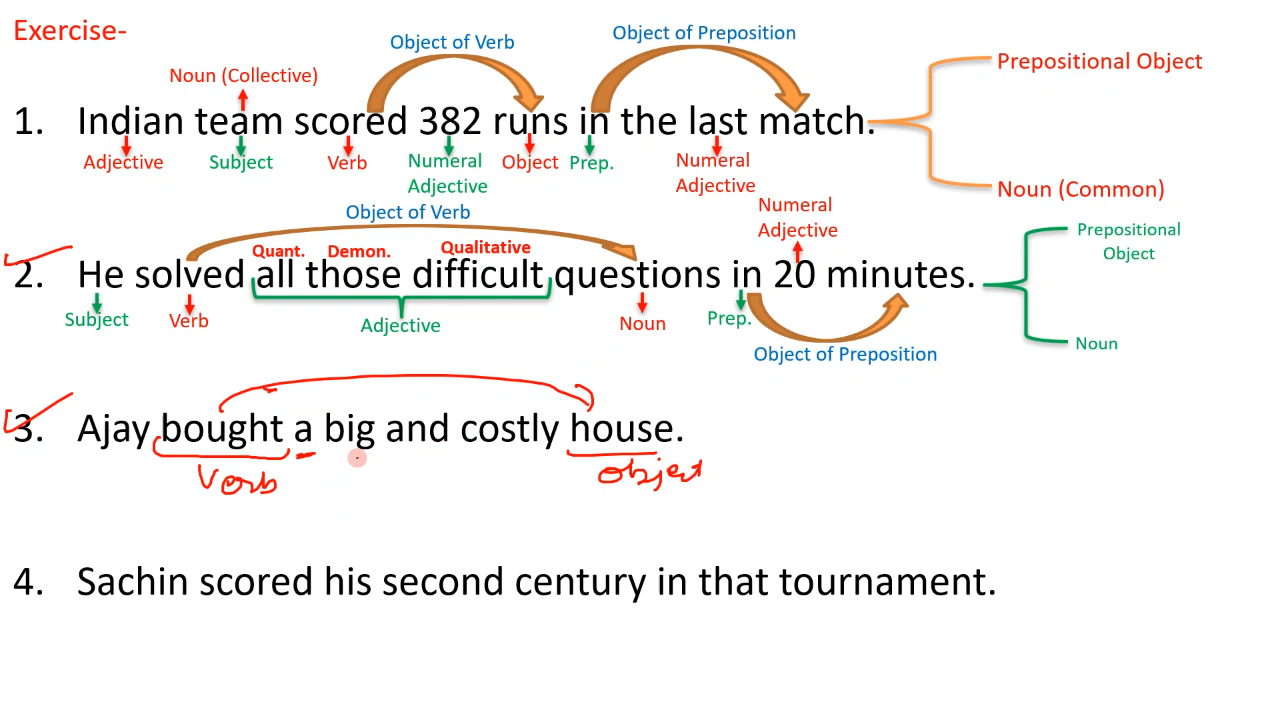 Exercise-
Object of Verb
Object of Preposition
Noun (Collective)
Prepositional Object
1. Indian team scored 382 runs in the last match.
Adjective Subject Verb Numeral Adjective Object Prep. Numeral Adjective
Noun (Common)
Object of Verb
Numeral Adjective
Quant. Demon. Qualitative
Prepositional Object
2. He solved all those difficult questions in 20 minutes.
Subject Verb Adjective Noun Prep.
Noun
Object of Preposition
3. Ajay bought a big and costly house.
Verb object
4. Sachin scored his second century in that tournament.